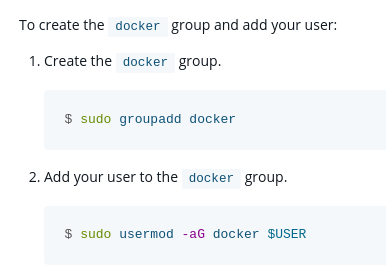 To create the docker group and add your user:
1. Create the docker group.
$ sudo groupadd docker
2. Add your user to the docker group.
$ sudo usermod -aG docker $USER